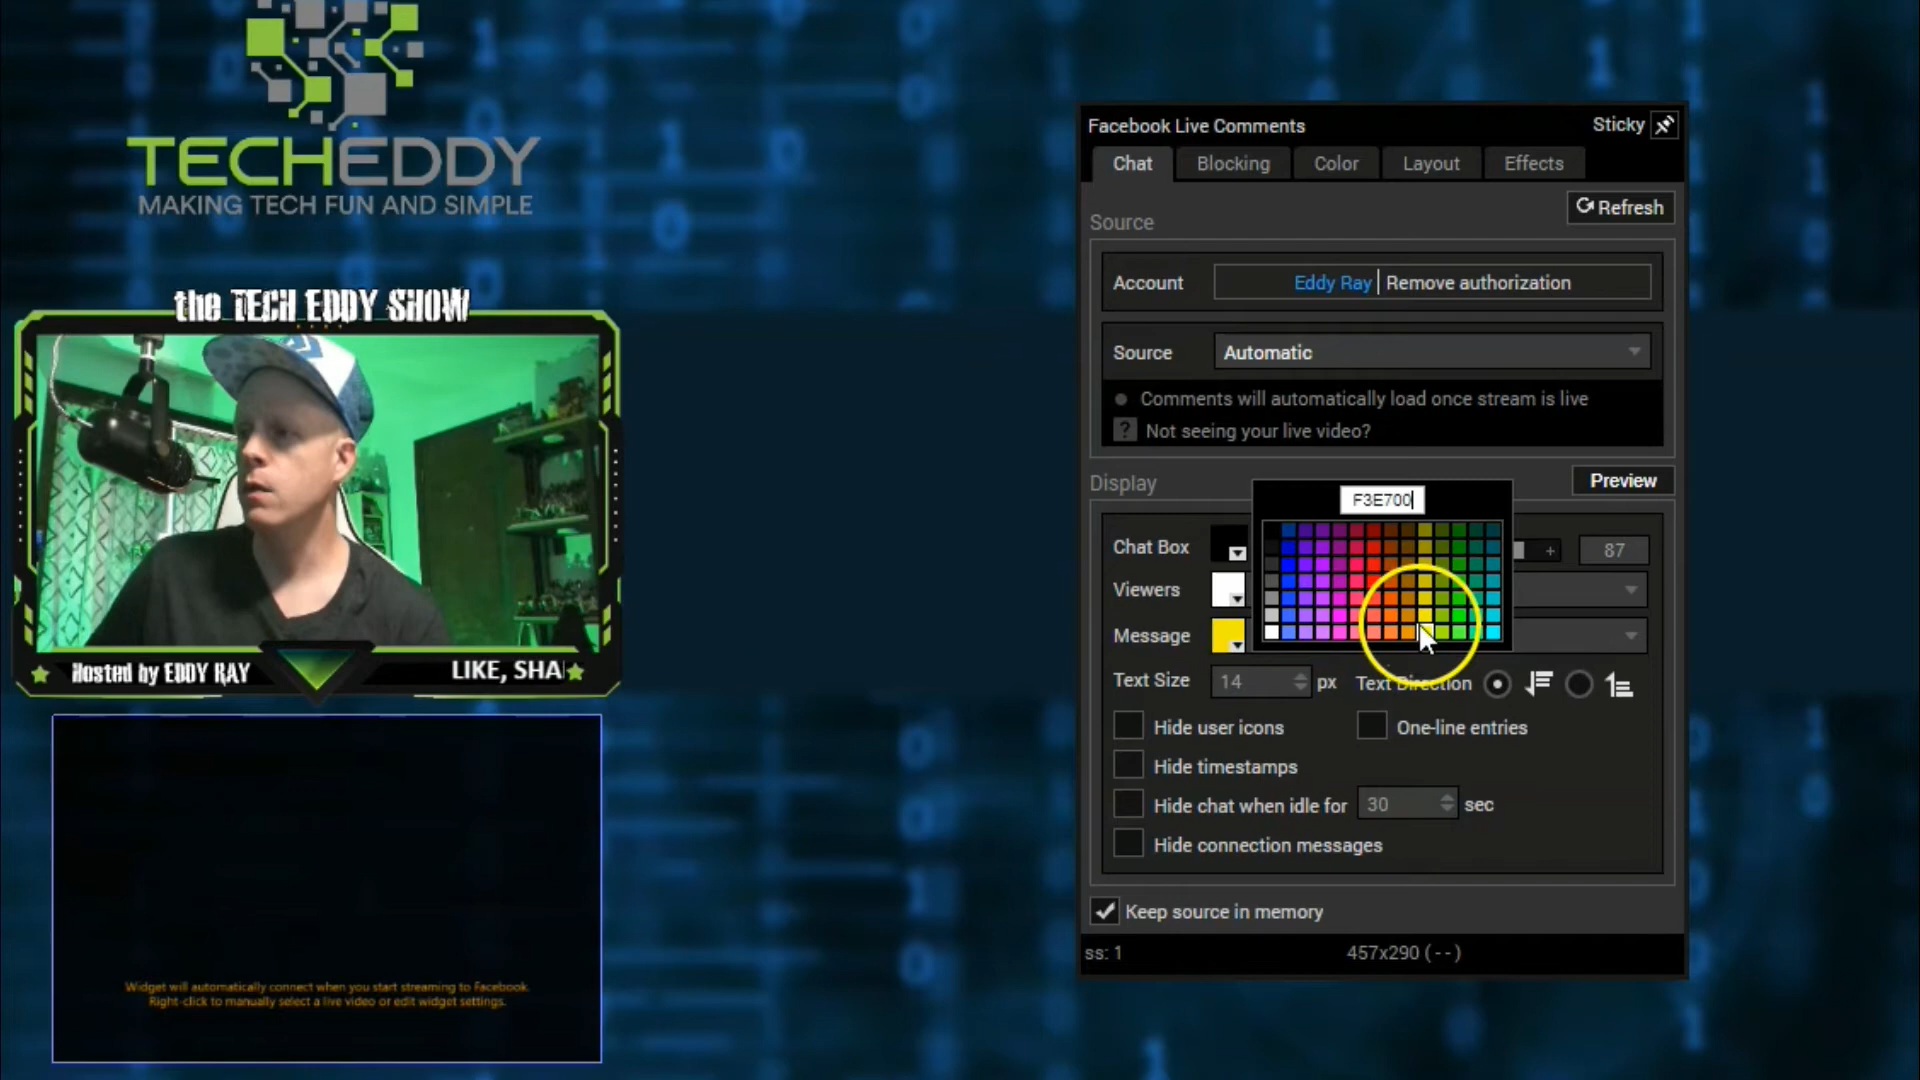 TECHEDDY
MAKING TECH FUN AND SIMPLE
the TECH EDDY SHOW
Hosted by EDDY RAY
LIKE, SHA
Widget will automatically connect when you start streaming to Facebook.
Right-click to manually select a live video or edit widget settings.
Facebook Live Comments
Sticky
Chat Blocking Color Layout Effects
Refresh
Source
Account Eddy Ray | Remove authorization
Source Automatic
Comments will automatically load once stream is live
? Not seeing your live video?
Display
Preview
F3E700
Chat Box + 87
Viewers
Message
Text Size 14 px Text Direction
Hide user icons One-line entries
Hide timestamps
Hide chat when idle for 30 sec
Hide connection messages
Keep source in memory
ss: 1 457x290 (--)